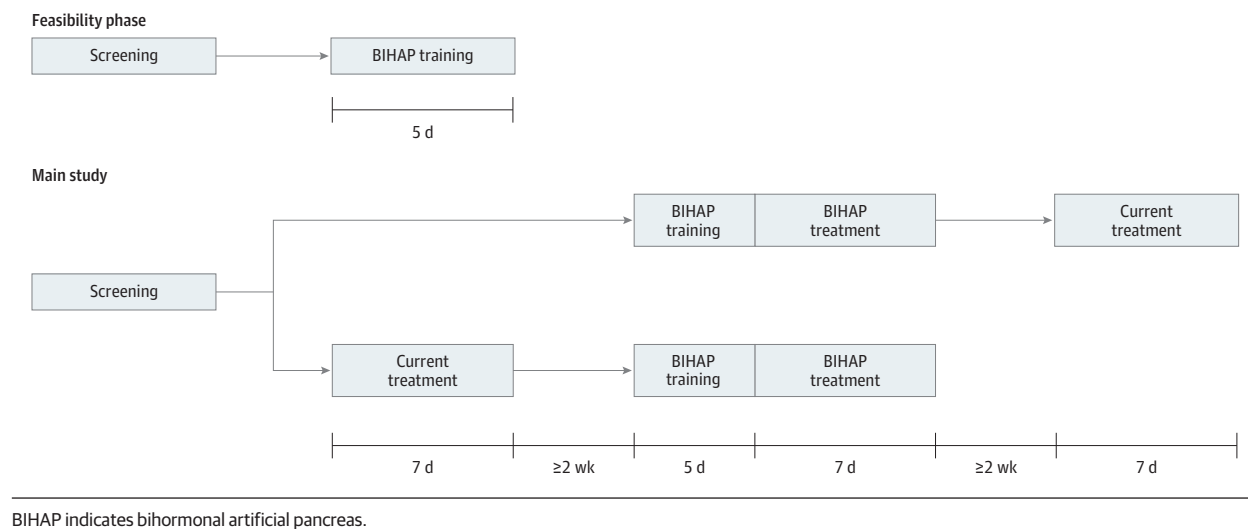 Feasibility phase
Screening
BIHAP training
5 d
Main study
BIHAP
training
BIHAP
treatment
Current
treatment
Screening
Current
treatment
BIHAP
training
BIHAP
treatment
7 d
≥2 wk
5 d
7 d
≥2 wk
7 d
BIHAP indicates bihormonal artificial pancreas.